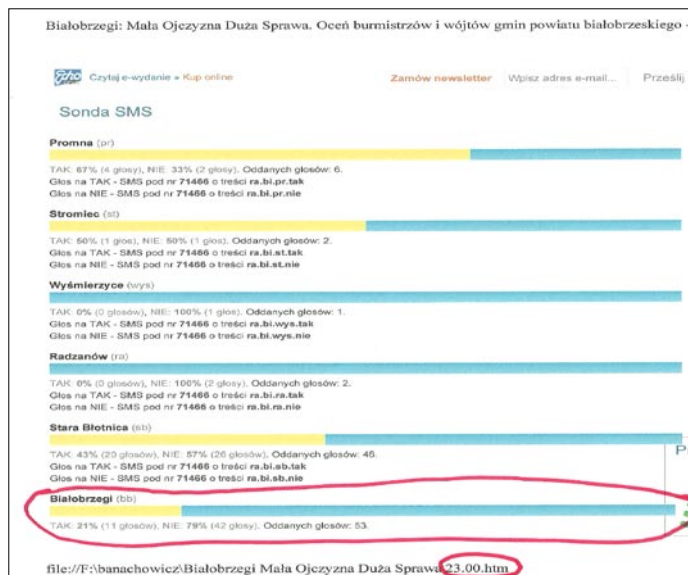 Białobrzegi: Mała Ojczyzna Duża Sprawa. Oceń burmistrzów i wójtów gmin powiatu białobrzeskiego -
Echo Czytaj e-wydanie » Kup online Zamów newsletter Wpisz adres e-mail... Prześlij
Sonda SMS
Promna (pr)
TAK: 67% (4 głosy), NIE: 33% (2 głosy). Oddanych głosów: 6.
Głos na TAK - SMS pod nr 71466 o treści ra.bi.pr.tak
Głos na NIE - SMS pod nr 71466 o treści ra.bi.pr.nie
Stromiec (st)
TAK: 50% (1 głos), NIE: 50% (1 głos). Oddanych głosów: 2.
Głos na TAK - SMS pod nr 71466 o treści ra.bi.st.tak
Głos na NIE - SMS pod nr 71466 o treści ra.bi.st.nie
Wyśmierzyce (wys)
TAK: 0% (0 głosów), NIE: 100% (1 głos). Oddanych głosów: 1.
Głos na TAK - SMS pod nr 71466 o treści ra.bi.wys.tak
Głos na NIE - SMS pod nr 71466 o treści ra.bi.wys.nie
Radzanów (ra)
TAK: 0% (0 głosów), NIE: 100% (2 głosy). Oddanych głosów: 2.
Głos na TAK - SMS pod nr 71466 o treści ra.bi.ra.tak
Głos na NIE - SMS pod nr 71466 o treści ra.bi.ra.nie
Stara Błotnica (sb)
TAK: 43% (20 głosów), NIE: 57% (26 głosów). Oddanych głosów: 46.
Głos na TAK - SMS pod nr 71466 o treści ra.bi.sb.tak
Głos na NIE - SMS pod nr 71466 o treści ra.bi.sb.nie
Białobrzegi (bb)
TAK: 21% (11 głosów), NIE: 79% (42 głosy). Oddanych głosów: 53.
file://F:\banachowicz\Białobrzegi Mała Ojczyzna Duża Sprawa 23.00.htm